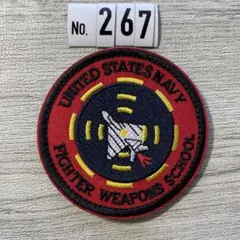 No. 267
UNITED STATES NAVY
FIGHTER WEAPONS SCHOOL